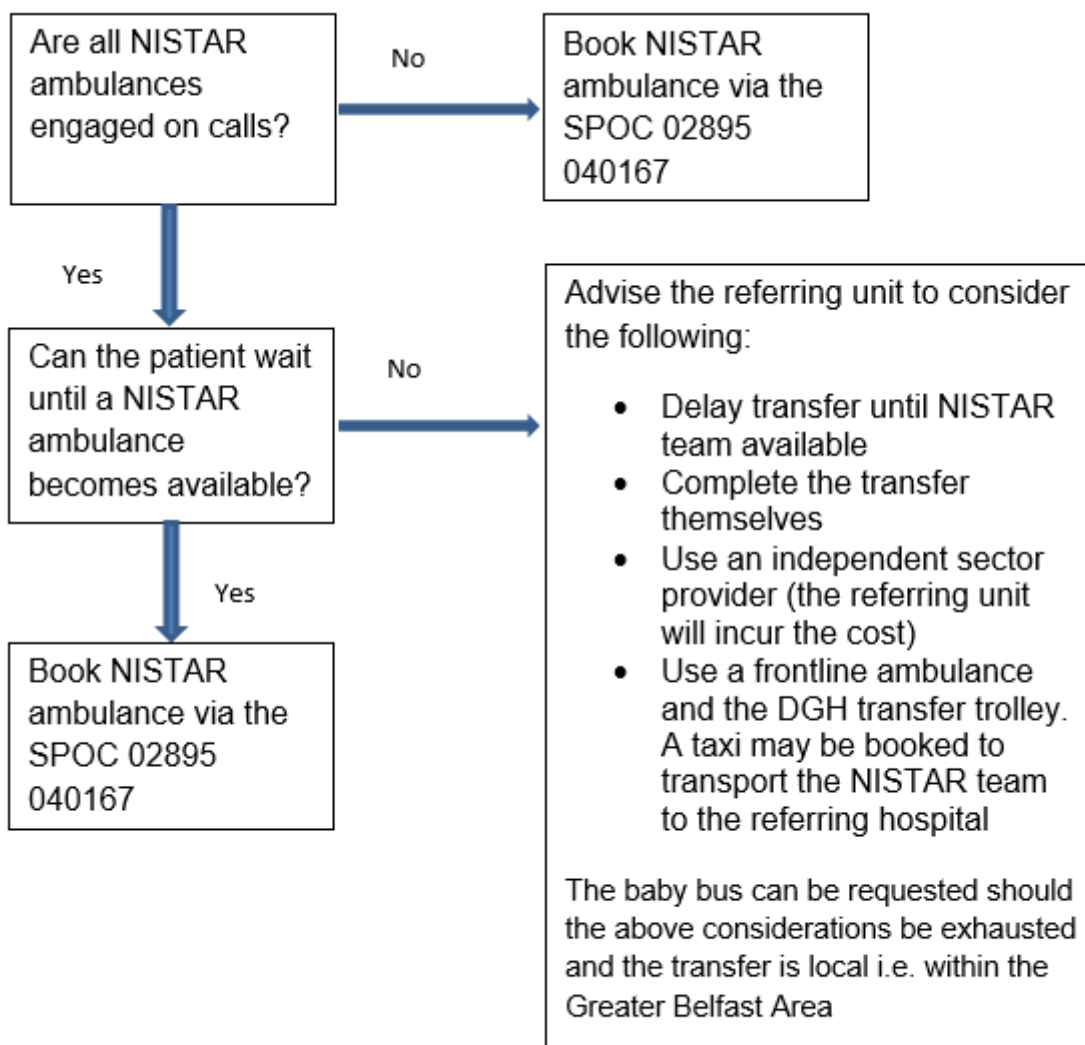 Are all NISTAR
ambulances
engaged on calls?
No
Book NISTAR
ambulance via the
SPOC 02895
040167
Yes
Can the patient wait
until a NISTAR
ambulance
becomes available?
No
Advise the referring unit to consider
the following:
• Delay transfer until NISTAR
team available
• Complete the transfer
themselves
• Use an independent sector
provider (the referring unit
will incur the cost)
• Use a frontline ambulance
and the DGH transfer trolley.
A taxi may be booked to
transport the NISTAR team
to the referring hospital
The baby bus can be requested should
the above considerations be exhausted
and the transfer is local i.e. within the
Greater Belfast Area
Yes
Book NISTAR
ambulance via the
SPOC 02895
040167